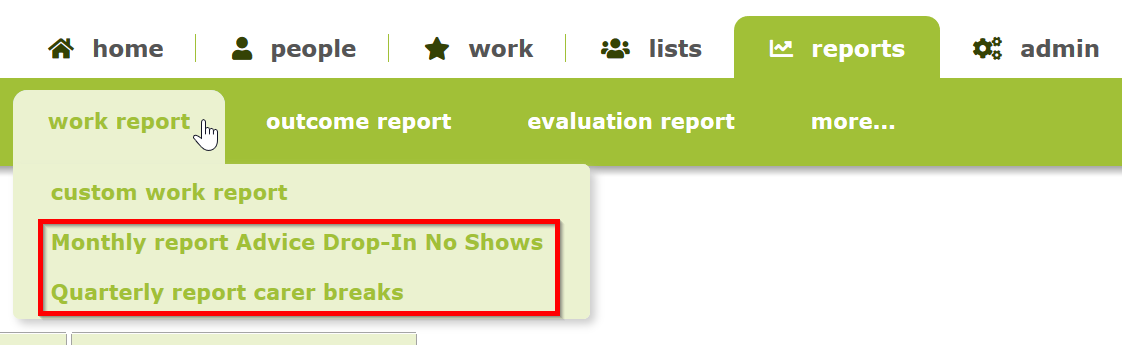 home people work lists reports admin
work report outcome report evaluation report more...
custom work report
Monthly report Advice Drop-In No Shows
Quarterly report carer breaks